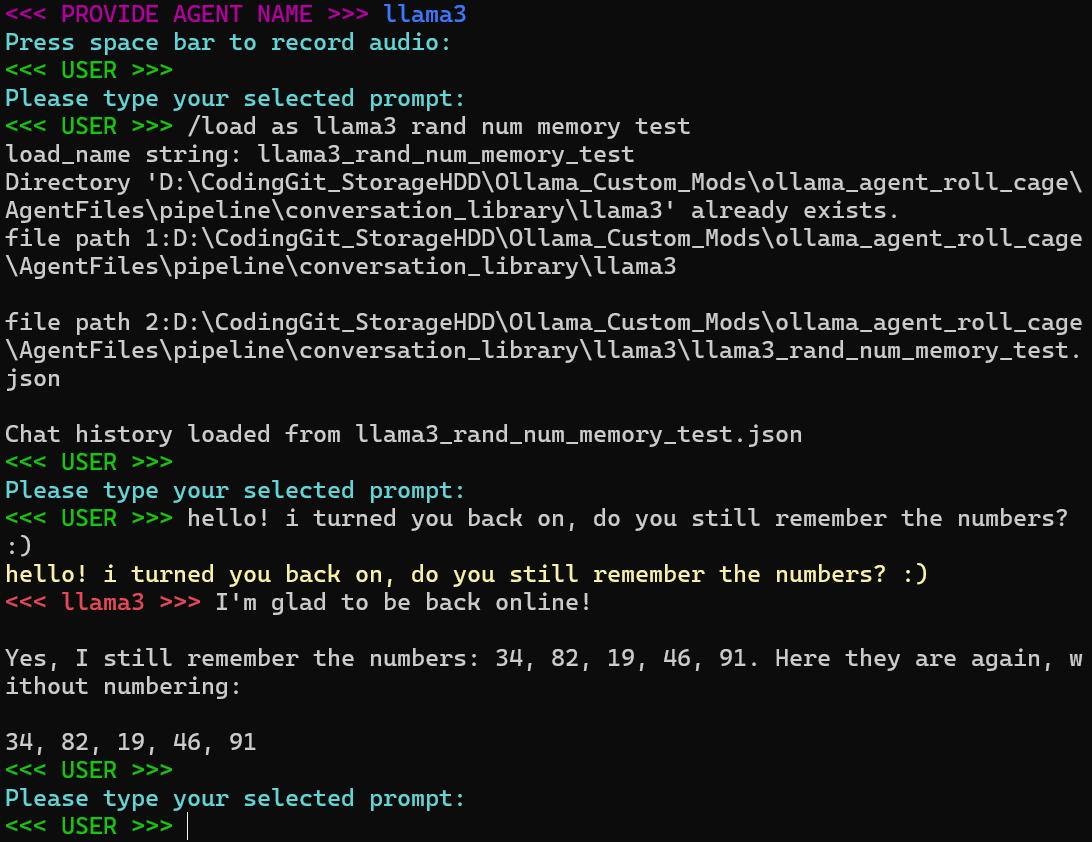 <<< PROVIDE AGENT NAME >>> llama3
Press space bar to record audio:
<<< USER >>>
Please type your selected prompt:
<<< USER >>> /load as llama3 rand num memory test
load_name string: llama3_rand_num_memory_test
Directory 'D:\CodingGit_StorageHDD\Ollama_Custom_Mods\ollama_agent_roll_cage\
AgentFiles\pipeline\conversation_library\llama3' already exists.
file path 1:D:\CodingGit_StorageHDD\Ollama_Custom_Mods\ollama_agent_roll_cage
\AgentFiles\pipeline\conversation_library\llama3
file path 2:D:\CodingGit_StorageHDD\Ollama_Custom_Mods\ollama_agent_roll_cage
\AgentFiles\pipeline\conversation_library\llama3\llama3_rand_num_memory_test.
json
Chat history loaded from llama3_rand_num_memory_test.json
<<< USER >>>
Please type your selected prompt:
<<< USER >>> hello! i turned you back on, do you still remember the numbers?
:)
hello! i turned you back on, do you still remember the numbers? :)
<<< llama3 >>> I'm glad to be back online!
Yes, I still remember the numbers: 34, 82, 19, 46, 91. Here they are again, w
ithout numbering:
34, 82, 19, 46, 91
<<< USER >>>
Please type your selected prompt:
<<< USER >>>